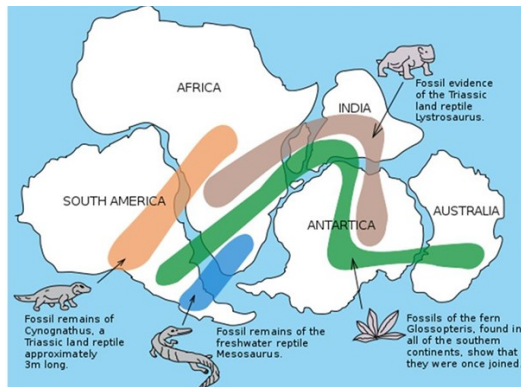 AFRICA
INDIA
SOUTH AMERICA
ANTARTICA
AUSTRALIA
Fossil evidence
of the Triassic
land reptile
Lystrosaurus.
Fossil remains of
Cynognathus, a
Triassic land reptile
approximately
3m long.
Fossil remains of the
freshwater reptile
Mesosaurus.
Fossils of the fern
Glossopteris, found in
all of the southern
continents, show that
they were once joined